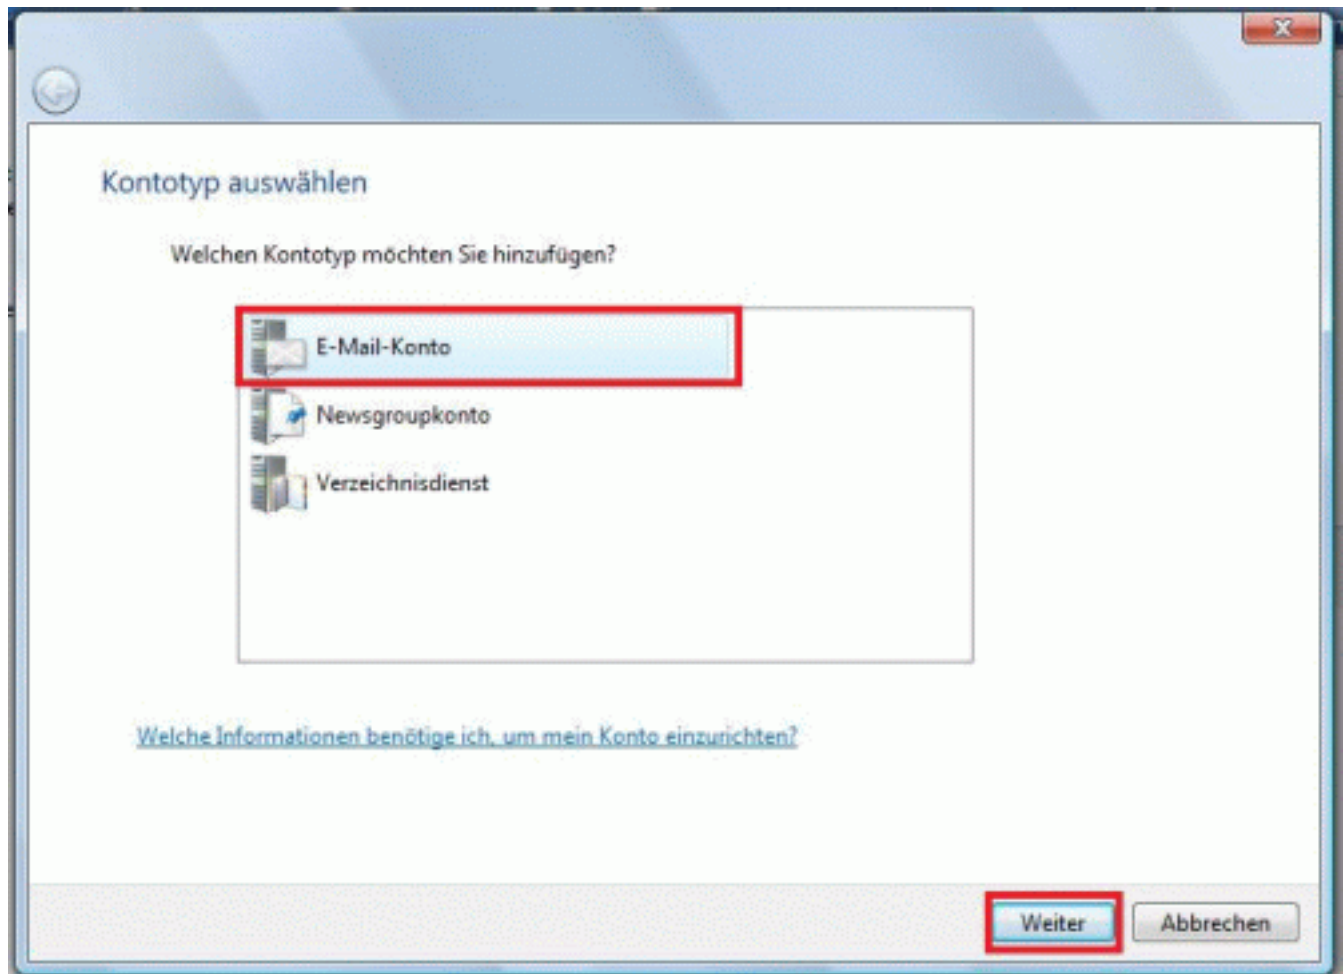 Kontotyp auswählen
Welchen Kontotyp möchten Sie hinzufügen?
E-Mail-Konto
Newsgroupkonto
Verzeichnisdienst
Welche Informationen benötige ich, um mein Konto einzurichten?
Weiter
Abbrechen